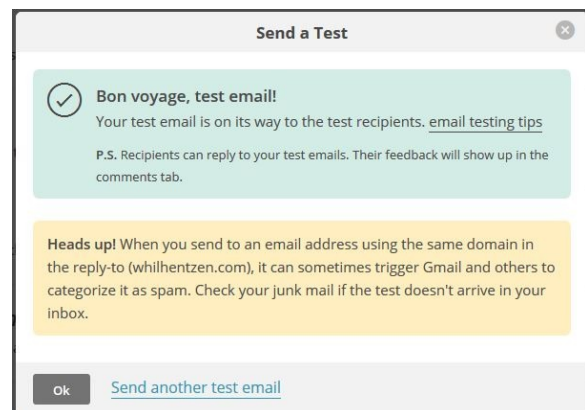 Send a Test
Bon voyage, test email!
Your test email is on its way to the test recipients. email testing tips
P.S. Recipients can reply to your test emails. Their feedback will show up in the
comments tab.
Heads up! When you send to an email address using the same domain in
the reply-to (whilhentzen.com), it can sometimes trigger Gmail and others to
categorize it as spam. Check your junk mail if the test doesn't arrive in your
inbox.
Ok
Send another test email